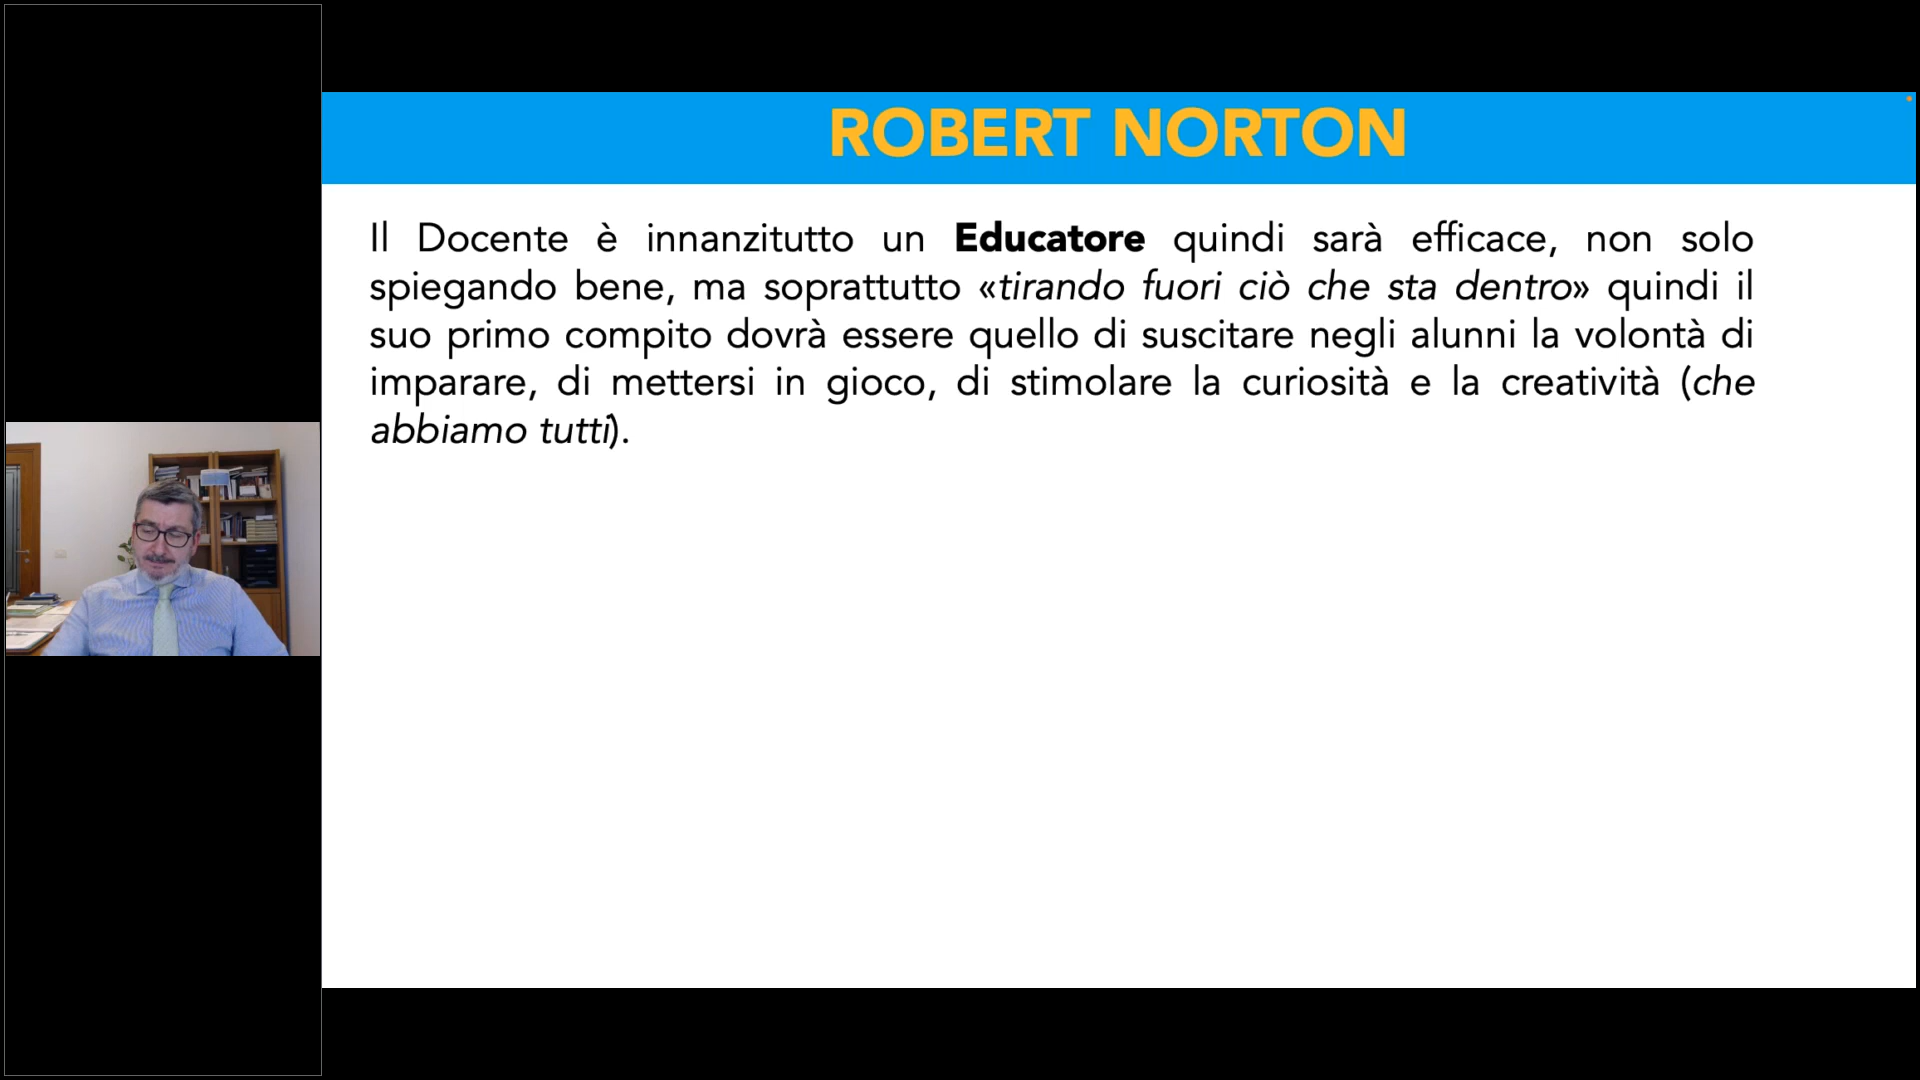 ROBERT NORTON
Il Docente è innanzitutto un Educatore quindi sarà efficace, non solo
spiegando bene, ma soprattutto «tirando fuori ciò che sta dentro» quindi il
suo primo compito dovrà essere quello di suscitare negli alunni la volontà di
imparare, di mettersi in gioco, di stimolare la curiosità e la creatività (che
abbiamo tutti).